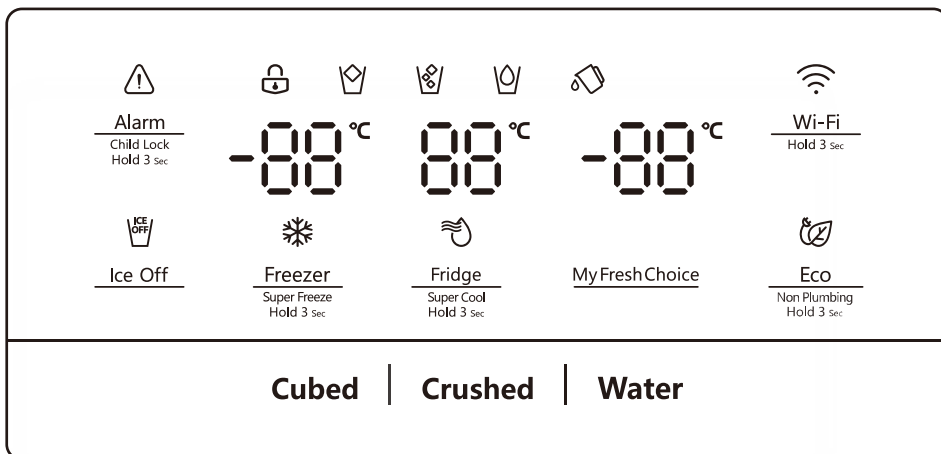 -88°C
88°C
-88°C
Alarm
Child Lock
Hold 3 Sec
Wi-Fi
Hold 3 Sec
ICE
OFF
Ice Off
Freezer
Super Freeze
Hold 3 Sec
Fridge
Super Cool
Hold 3 Sec
My Fresh Choice
Eco
Non Plumbing
Hold 3 Sec
Cubed
Crushed
Water